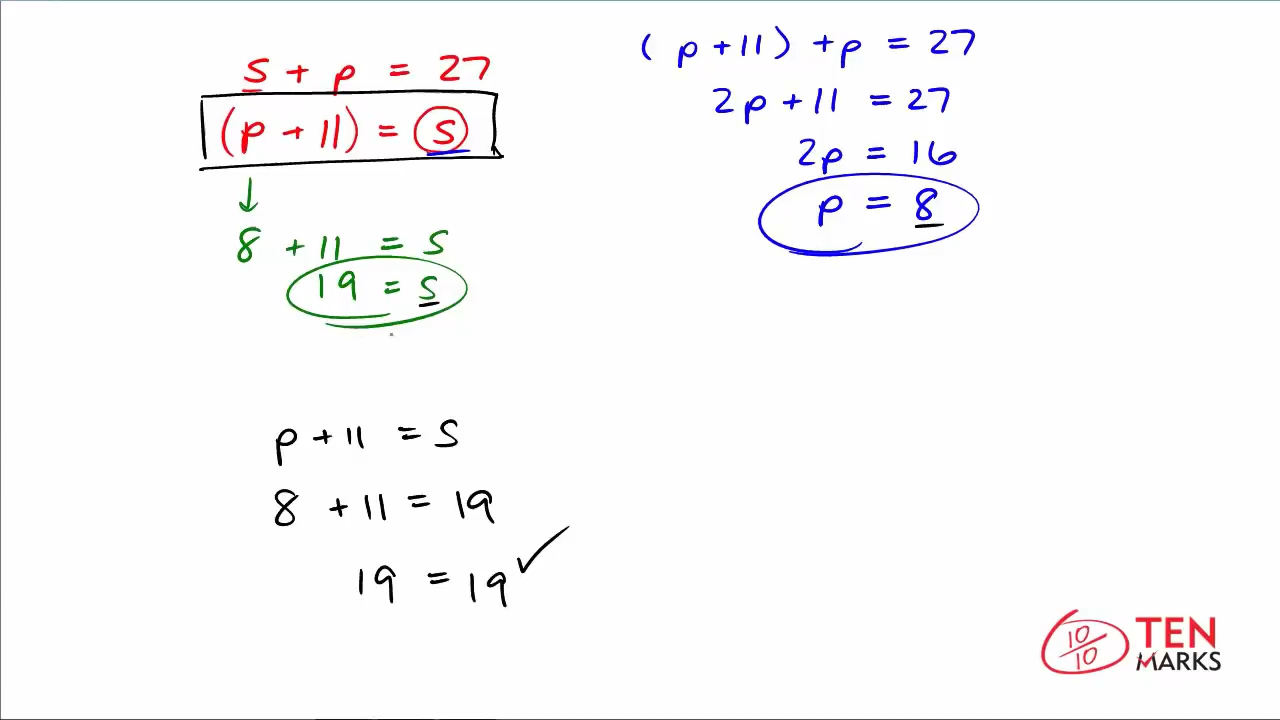 s + p = 27
(p + 11) = s
8 + 11 = s
19 = s
p + 11 = s
8 + 11 = 19
19 = 19
(p + 11) + p = 27
2p + 11 = 27
2p = 16
p = 8
10/10
TEN
MARKS